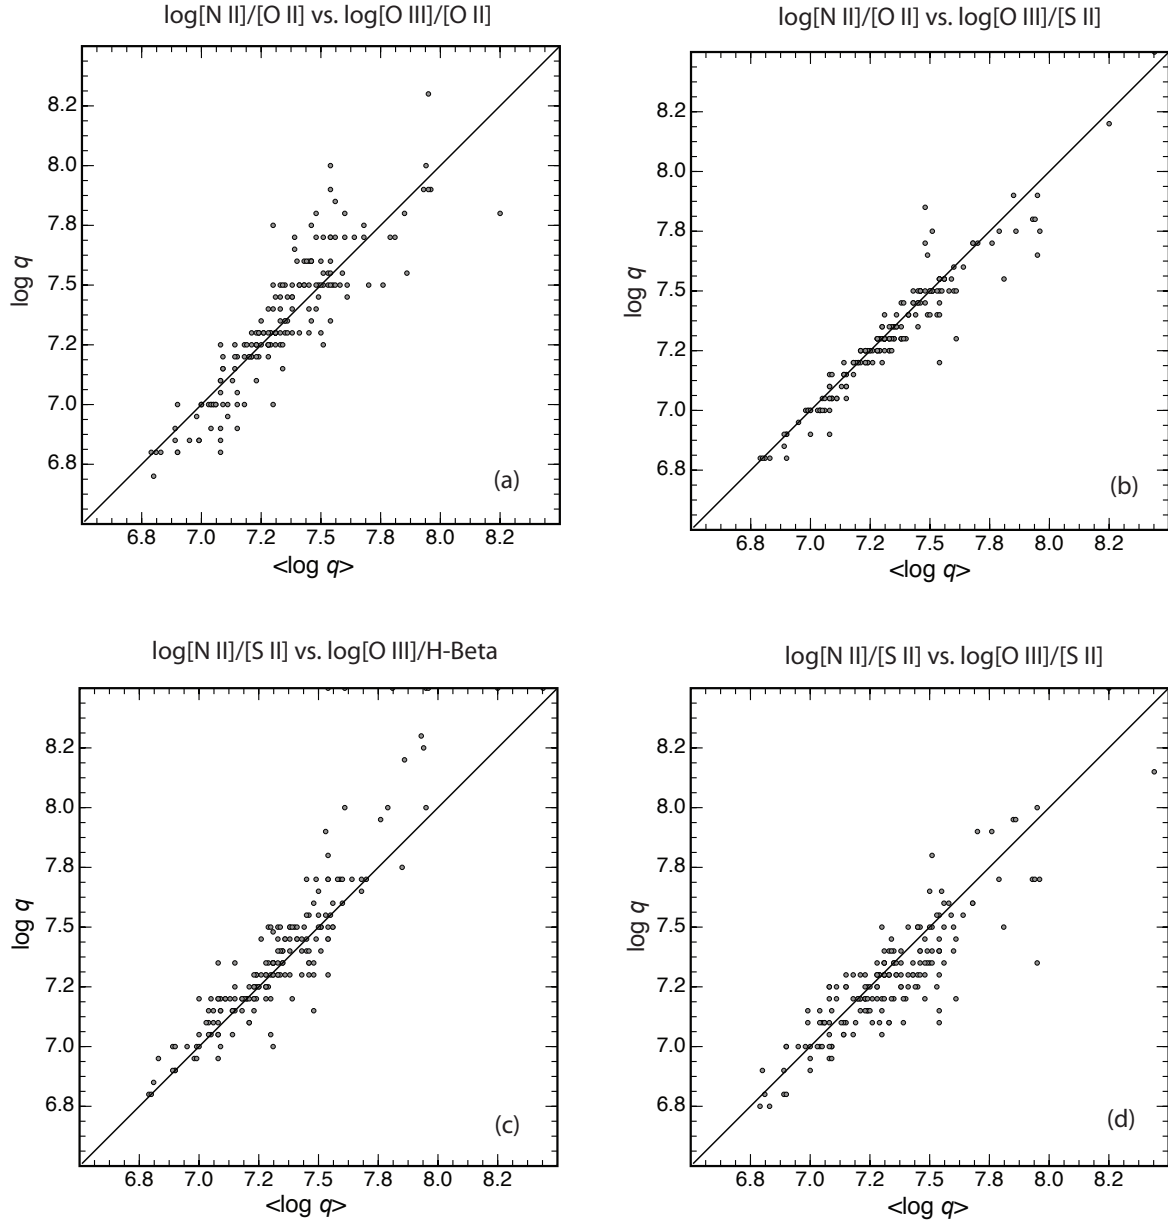 log[N II]/[O II] vs. log[O III]/[O II]
log q
8.2
8.0
7.8
7.5
7.2
7.0
6.8
(a)
6.8 7.0 7.2 7.5 7.8 8.0 8.2
<log q>
log[N II]/[O II] vs. log[O III]/[S II]
log q
8.2
8.0
7.8
7.5
7.2
7.0
6.8
(b)
6.8 7.0 7.2 7.5 7.8 8.0 8.2
<log q>
log[N II]/[S II] vs. log[O III]/H-Beta
log q
8.2
8.0
7.8
7.5
7.2
7.0
6.8
(c)
6.8 7.0 7.2 7.5 7.8 8.0 8.2
<log q>
log[N II]/[S II] vs. log[O III]/[S II]
log q
8.2
8.0
7.8
7.5
7.2
7.0
6.8
(d)
6.8 7.0 7.2 7.5 7.8 8.0 8.2
<log q>